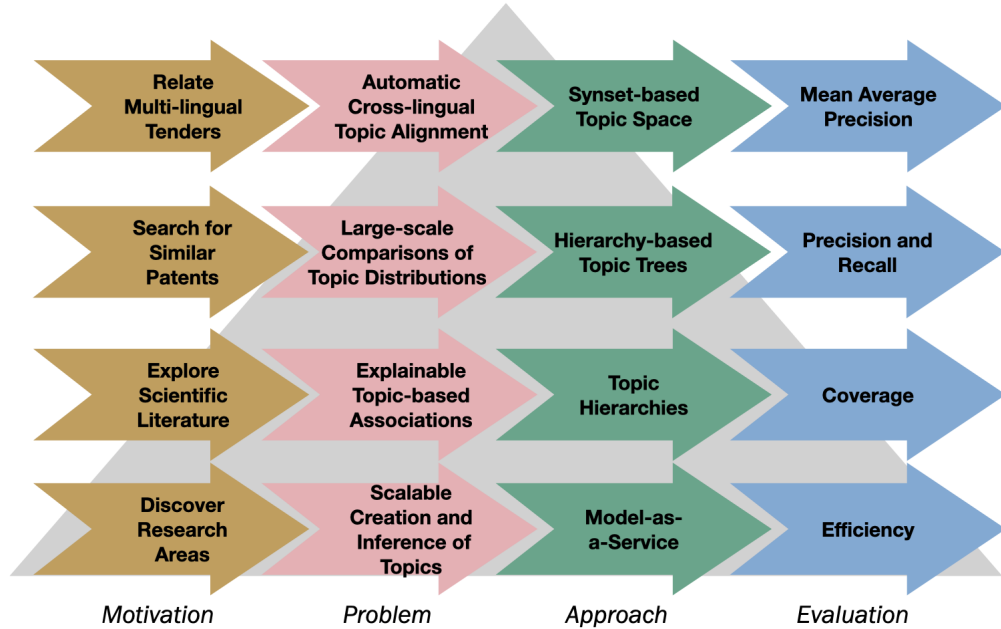 Relate
Multi-lingual
Tenders
Automatic
Cross-lingual
Topic Alignment
Synset-based
Topic Space
Mean Average
Precision
Search for
Similar
Patents
Large-scale
Comparisons of
Topic Distributions
Hierarchy-based
Topic Trees
Precision and
Recall
Explore
Scientific
Literature
Explainable
Topic-based
Associations
Topic
Hierarchies
Coverage
Discover
Research
Areas
Scalable
Creation and
Inference of
Topics
Model-as-
a-Service
Efficiency
Motivation
Problem
Approach
Evaluation